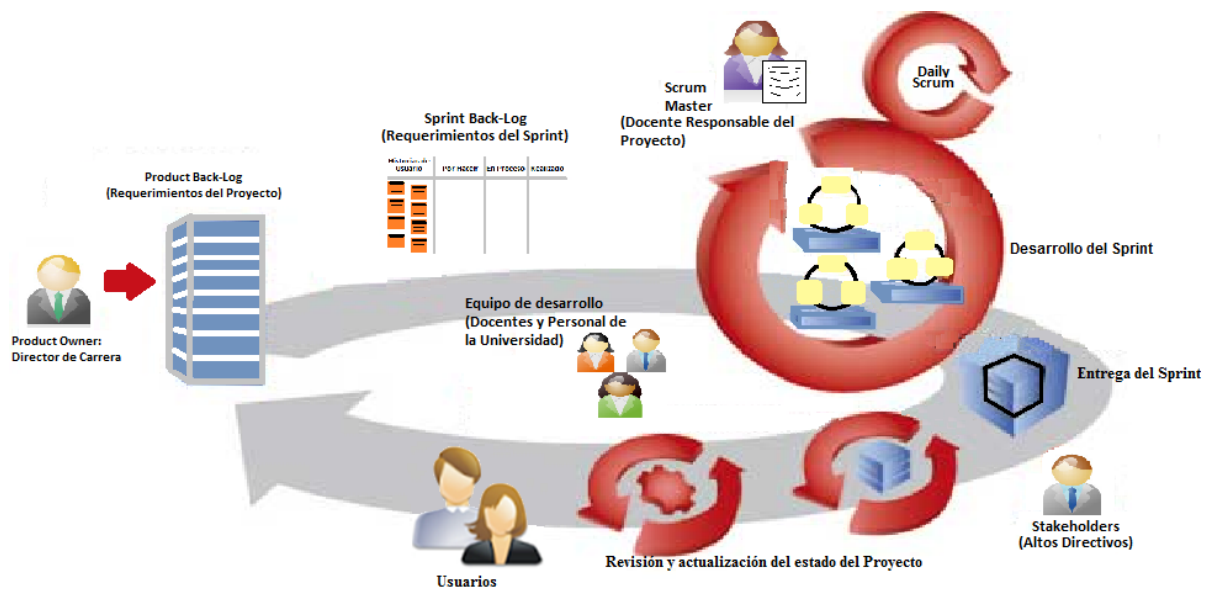 Daily
Scrum
Scrum
Master
(Docente Responsable del
Proyecto)
Sprint Back-Log
(Requerimientos del Sprint)
Historias de
Usuario
Por Hacer
En Proceso
Realizado
Product Back-Log
(Requerimientos del Proyecto)
Desarrollo del Sprint
Equipo de desarrollo
(Docentes y Personal de
la Universidad)
Product Owner:
Director de Carrera
Entrega del Sprint
Stakeholders
(Altos Directivos)
Revisión y actualización del estado del Proyecto
Usuarios